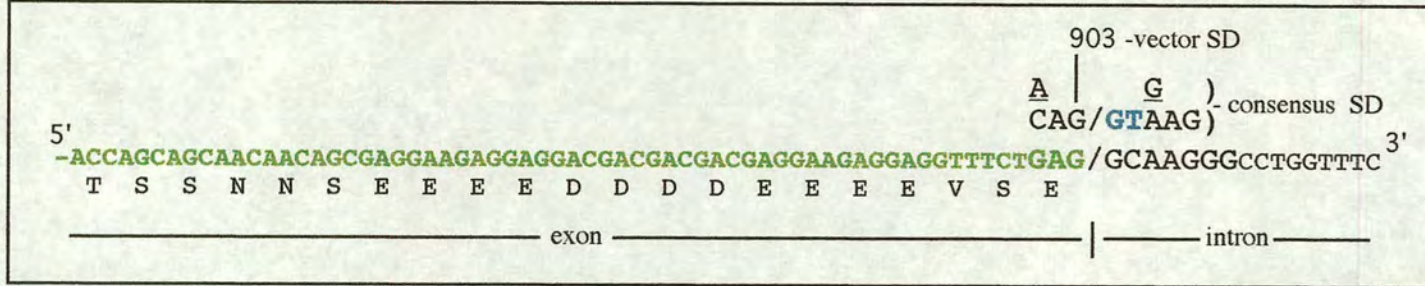 903 -vector SD
A G )
CAG/GTAAG) - consensus SD
5' -ACCAGCAGCAACAACAGCGAGGAAGAGGAGGACGACGACGACGAGGAAGAGGAGGTTTCTGAG/GCAAGGGCCTGGTTTC 3'
T S S N N S E E E E D D D D E E E E V S E
exon intron